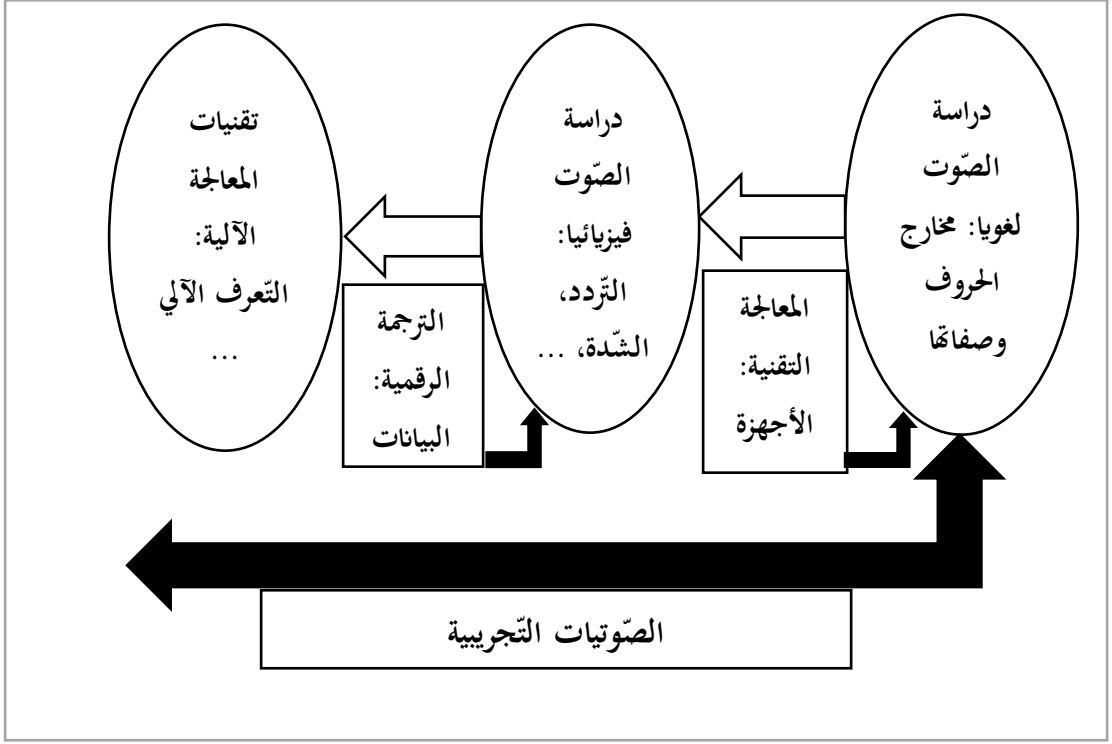 دراسة
الصّوت
لغويا: مخارج
الحروف
وصفاتها
المعالجة
التقنية:
الأجهزة
دراسة
الصّوت
فيزيائيا:
التّردد،
الشّدة، ...
الترجمة
الرقمية:
البيانات
تقنيات
المعالجة
الآلية:
التّعرف الآلي
...
الصّوتيات التّجريبية